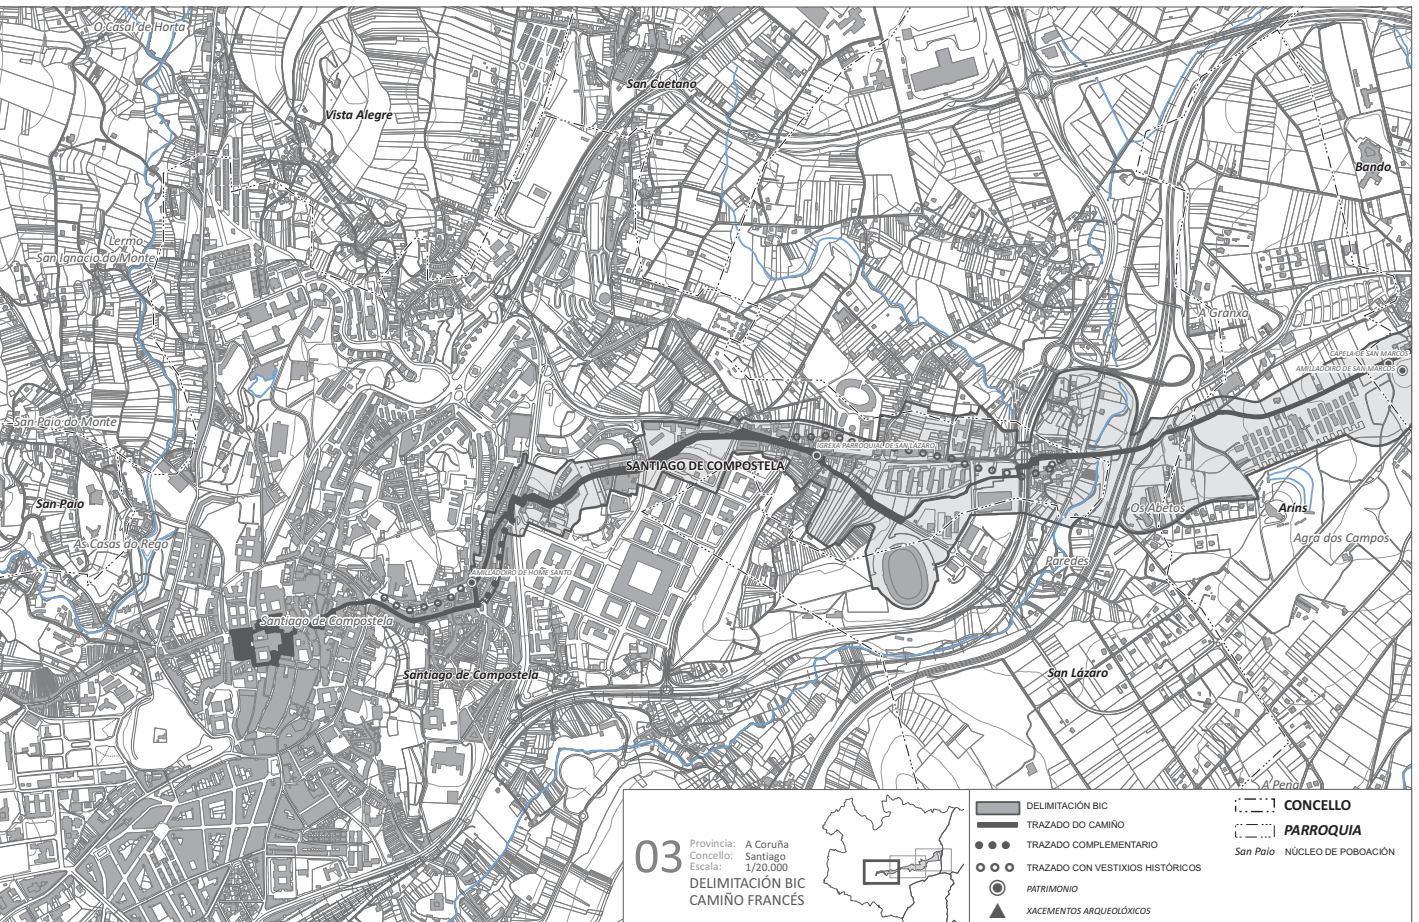 O Casal de Horta
San Caetano
Vista Alegre
Bando
Lermo
San Ignacio do Monte
A Granxa
CAPELA DE SAN MARCOS
AMILLADOIRO DE SAN MARCOS
San Paio do Monte
IGREXA PARROQUIAL DE SAN LÁZARO
SANTIAGO DE COMPOSTELA
San Paio
Os Abetos
Aríns
As Casas do Rego
Agra dos Campos
Paredes
AMILLADOIRO DE HOME SANTO
Santiago de Compostela
Santiago de Compostela
San Lázaro
A Pena
03
Provincia: A Coruña
Concello: Santiago
Escala: 1/20.000
DELIMITACIÓN BIC
CAMIÑO FRANCÉS
DELIMITACIÓN BIC
TRAZADO DO CAMIÑO
TRAZADO COMPLEMENTARIO
TRAZADO CON VESTIXIOS HISTÓRICOS
PATRIMONIO
XACEMENTOS ARQUEOLÓXICOS
CONCELLO
PARROQUIA
San Paio NÚCLEO DE POBOACIÓN